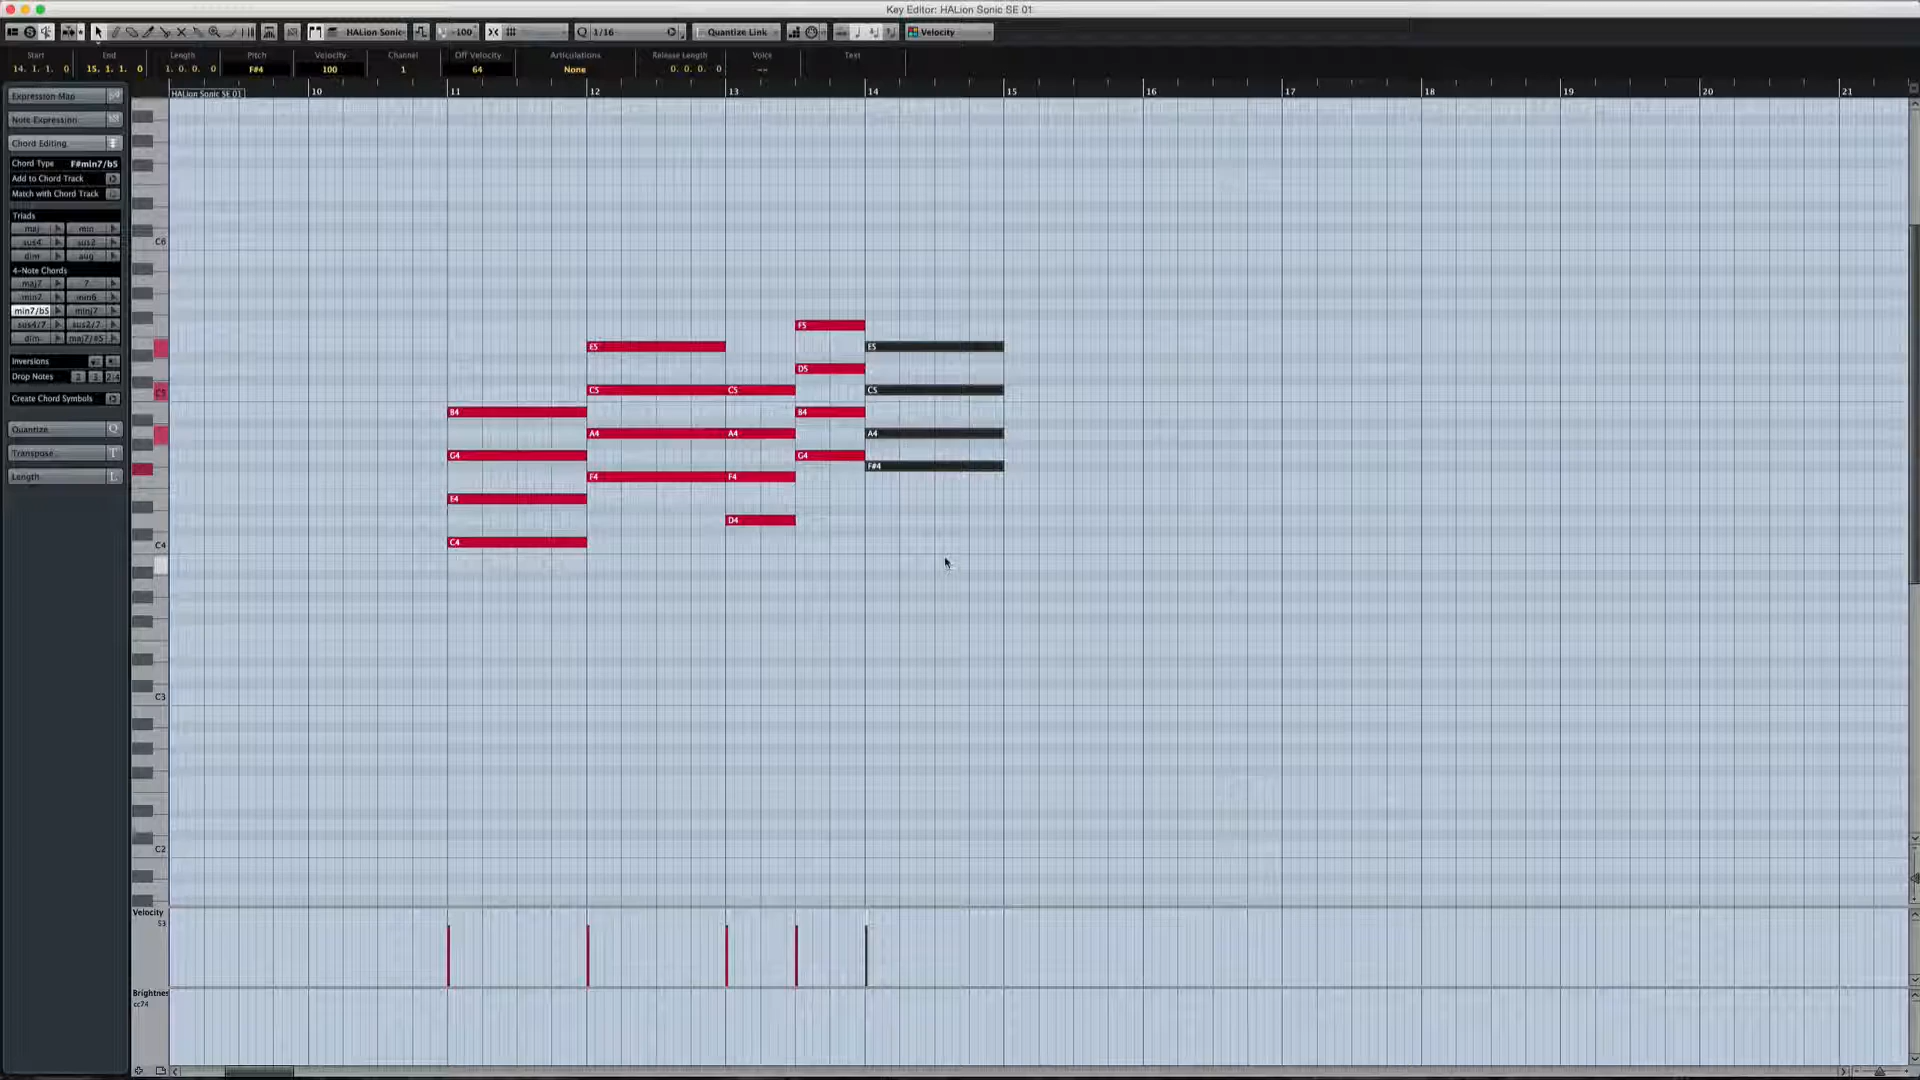 Key Editor: HALion Sonic SE 01
HALion Sonic 100 1/16 Quantize Link Velocity
Start End Length Pitch Velocity Channel Off Velocity Articulations Release Length Voice Text
14. 1. 1. 0 15. 1. 1. 0 1. 0. 0. 0 F#4 100 1 64 None 0. 0. 0. 0 --
HALion Sonic SE 01 10 11 12 13 14 15 16 17 18 19 20 21
Expression Map
Note Expression
Chord Editing
Chord Type F#min7/b5
Add to Chord Track
Match with Chord Track
Triads
maj min
sus4 sus2
dim aug
4-Note Chords
maj7 7
min7 min6
min7/b5 minj7
sus4/7 sus2/7
dim maj7/#5
Inversions
Drop Notes 2 3 2/4
Create Chord Symbols
Quantize Q
Transpose T
Length L
C6
F5
E5 E5
D5
C5 C5 C5 C5
B4 B4
A4 A4 A4
G4 G4
F#4
F4 F4
E4
D4
C4 C4
C3
C2
Velocity
53
Brightnes
cc74